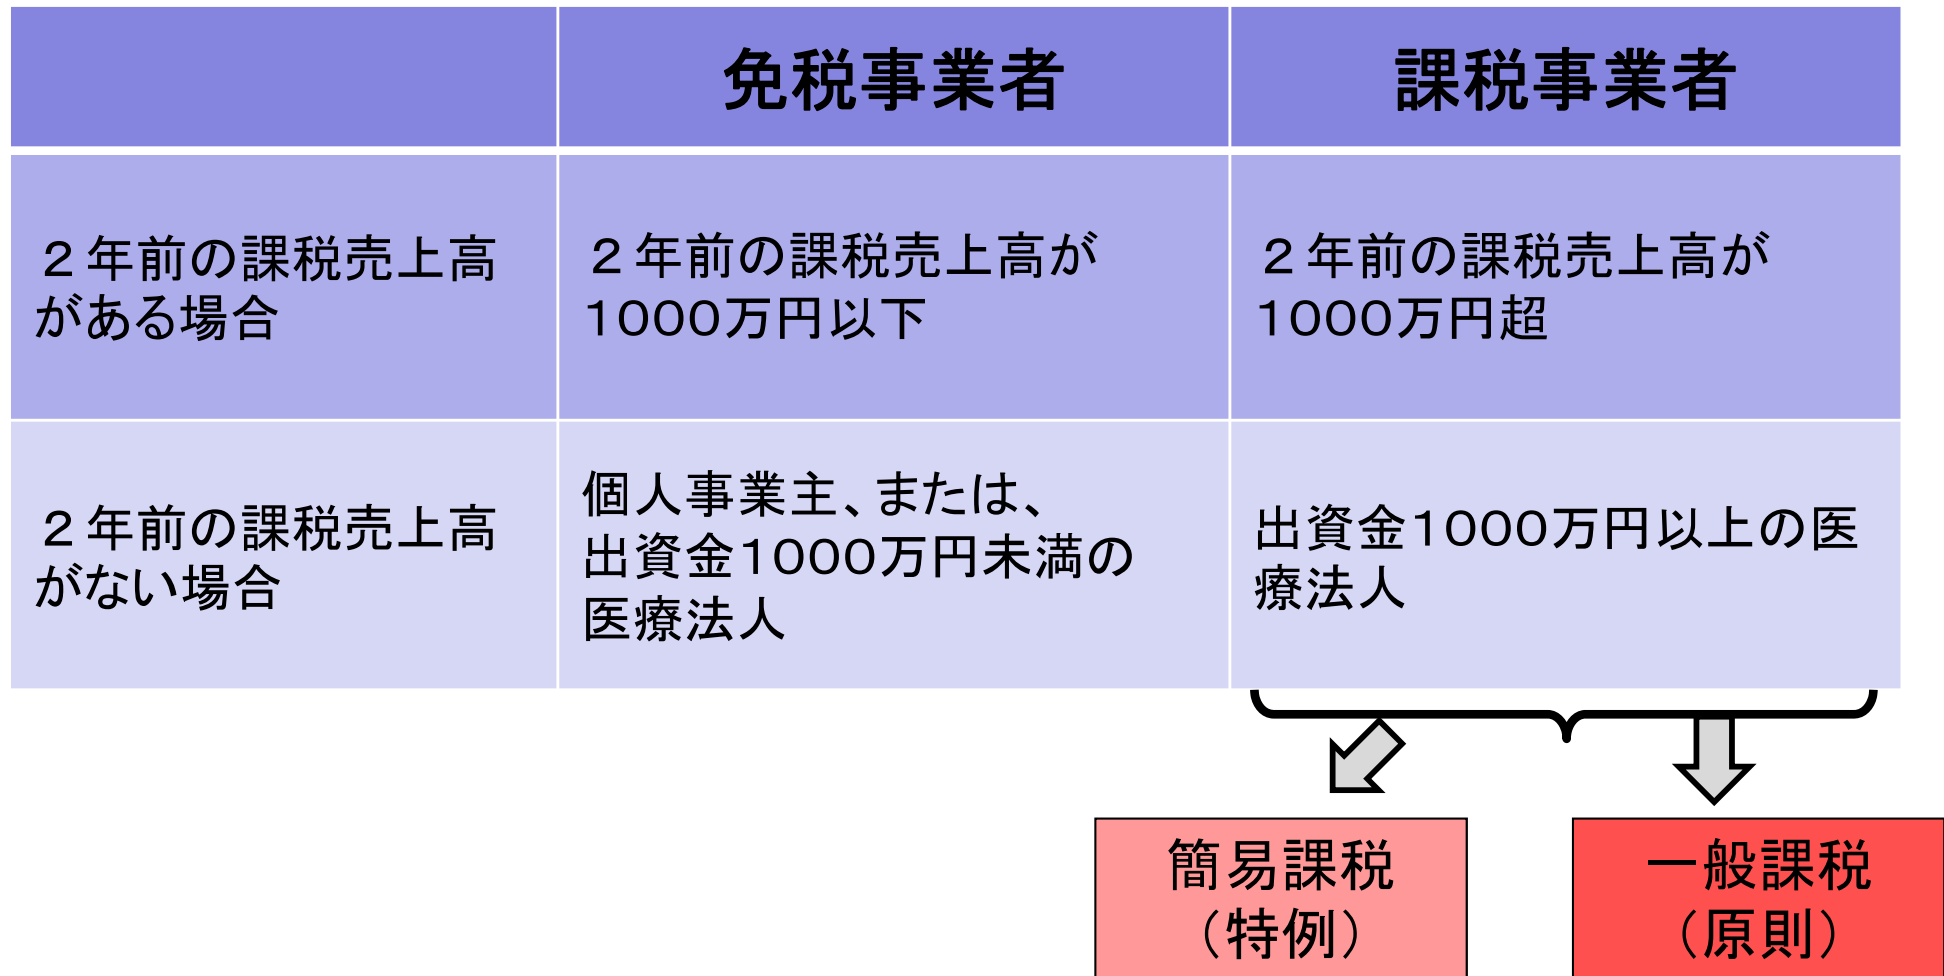 免税事業者
課税事業者
２年前の課税売上高
がある場合
２年前の課税売上高が
1000万円以下
２年前の課税売上高が
1000万円超
２年前の課税売上高
がない場合
個人事業主、または、
出資金1000万円未満の
医療法人
出資金1000万円以上の医
療法人
簡易課税
（特例）
一般課税
（原則）